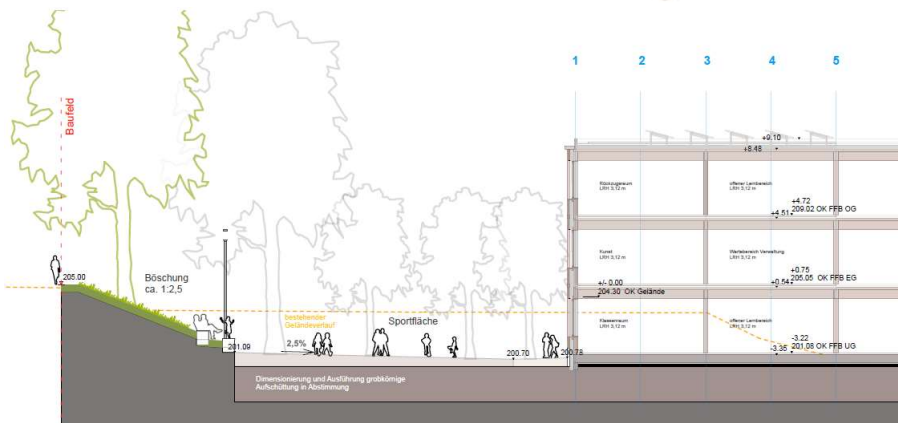 1 2 3 4 5
Baufeld
+9.10
+8.48
Rückzugsraum
LRH 3,12 m
offener Lernbereich
LRH 3,12 m
+4.72
209.02 OK FFB OG
+4.51
205.00
Böschung
ca. 1:2,5
Kunst
LRH 3,12 m
Wartebereich Verwaltung
LRH 3,12 m
+0.75
205.05 OK FFB EG
+0.54
+/- 0.00
204.30 OK Gelände
bestehender
Geländeverlauf
Sportfläche
Klassenraum
LRH 3,12 m
offener Lernbereich
LRH 3,12 m
-3.22
201.08 OK FFB UG
-3.35
201.09
2,5%
200.70
200.78
Dimensionierung und Ausführung grobkörnige
Aufschüttung in Abstimmung